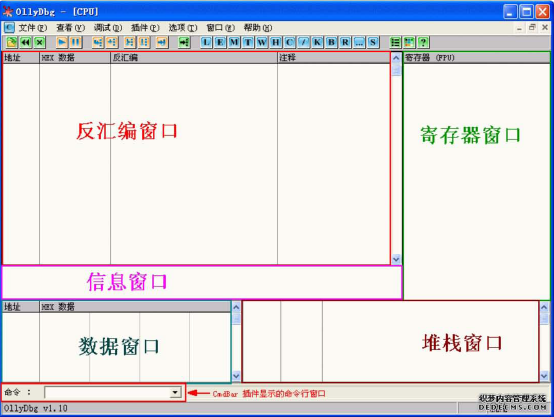 OllyDbg - [CPU]
C 文件(F) 查看(V) 调试(D) 插件(P) 选项(T) 窗口(W) 帮助(H)
L E M T W H C / K B R ... S ?
地址 HEX 数据 反汇编 注释 寄存器 (FPU)
反汇编窗口
寄存器窗口
信息窗口
地址 HEX 数据
数据窗口
堆栈窗口
命令 : CmdBar 插件显示的命令行窗口
OllyDbg v1.10
织梦内容管理系统
DEDECMS.COM